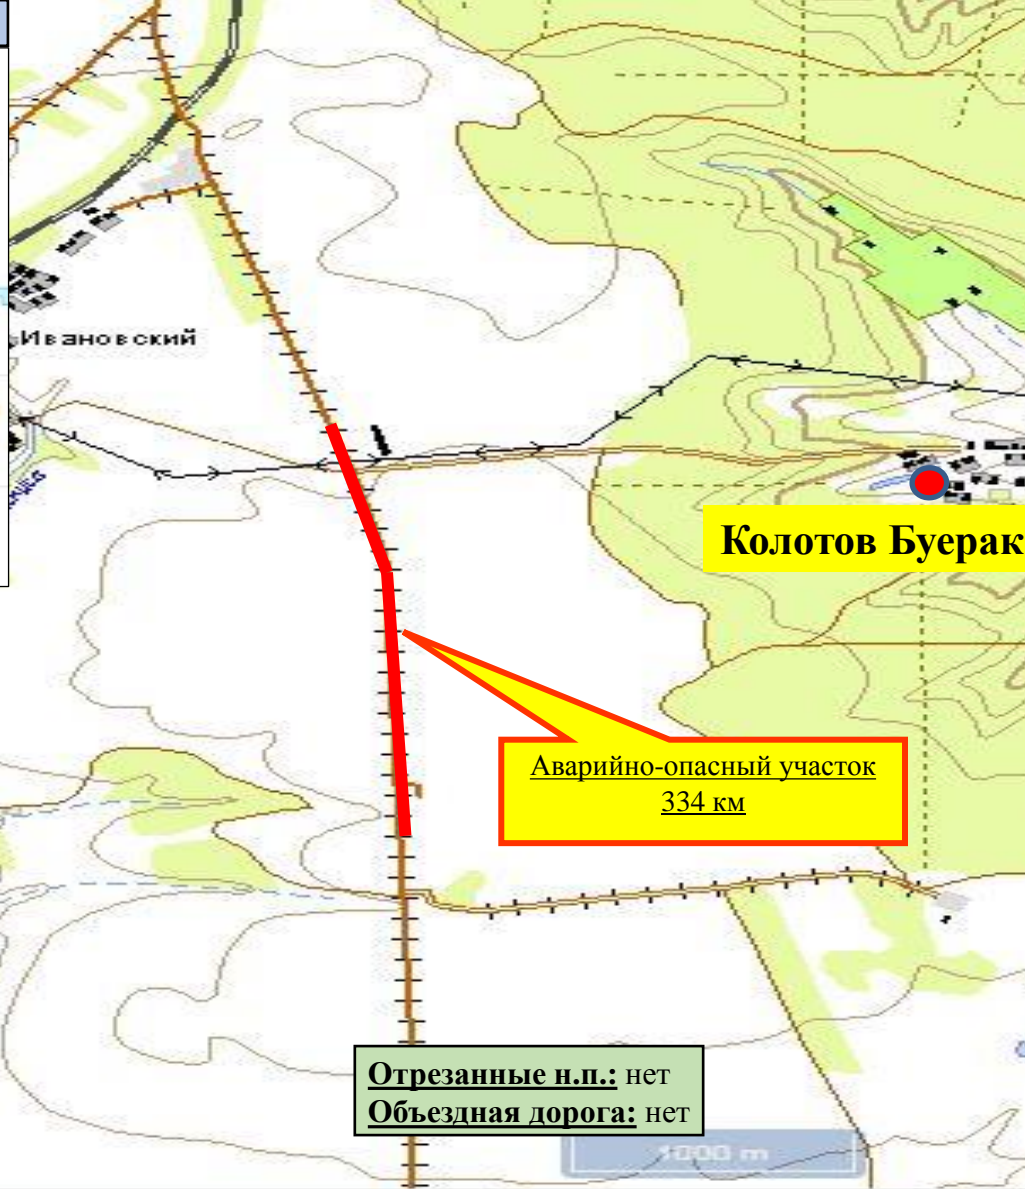 Ивановский
Колотов Буерак
Аварийно-опасный участок
334 км
Отрезанные н.п.: нет
Объездная дорога: нет
1000 m